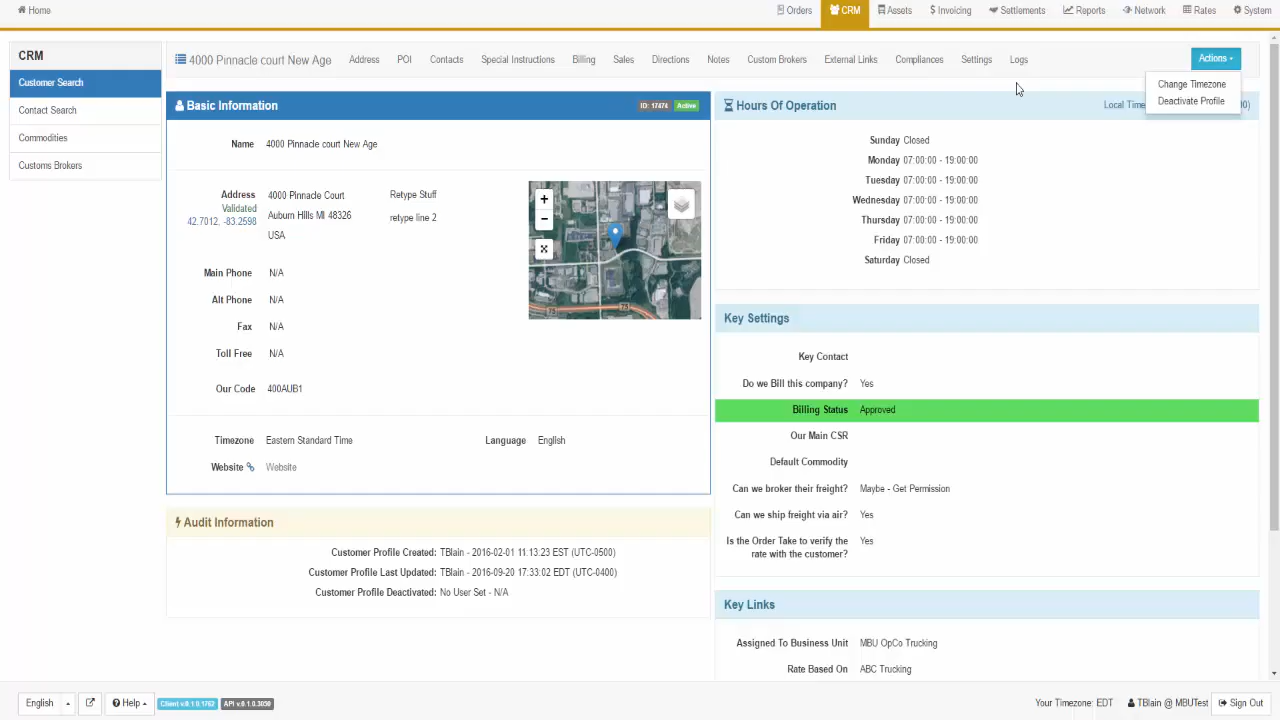 Home
Orders
CRM
Assets
$ Invoicing
Settlements
Reports
Network
Rates
System
CRM
Customer Search
Contact Search
Commodities
Customs Brokers
4000 Pinnacle court New Age
Address
POI
Contacts
Special Instructions
Billing
Sales
Directions
Notes
Custom Brokers
External Links
Compliances
Settings
Logs
Actions
Change Timezone
Deactivate Profile
Basic Information
ID: 17474
Active
Name 4000 Pinnacle court New Age
Address 4000 Pinnacle Court Retype Stuff
Validated
42.7012, -83.2598 Auburn Hills MI 48326 retype line 2
USA
+
−
Main Phone N/A
Alt Phone N/A
Fax N/A
Toll Free N/A
Our Code 400AUB1
Timezone Eastern Standard Time Language English
Website Website
Audit Information
Customer Profile Created: TBlain - 2016-02-01 11:13:23 EST (UTC-0500)
Customer Profile Last Updated: TBlain - 2016-09-20 17:33:02 EDT (UTC-0400)
Customer Profile Deactivated: No User Set - N/A
Hours Of Operation
Local Time
00)
Sunday Closed
Monday 07:00:00 - 19:00:00
Tuesday 07:00:00 - 19:00:00
Wednesday 07:00:00 - 19:00:00
Thursday 07:00:00 - 19:00:00
Friday 07:00:00 - 19:00:00
Saturday Closed
Key Settings
Key Contact
Do we Bill this company? Yes
Billing Status Approved
Our Main CSR
Default Commodity
Can we broker their freight? Maybe - Get Permission
Can we ship freight via air? Yes
Is the Order Take to verify the Yes
rate with the customer?
Key Links
Assigned To Business Unit MBU OpCo Trucking
Rate Based On ABC Trucking
English
Help
Client v.0.1.0.1762
API v.0.1.0.3050
Your Timezone: EDT
TBlain @ MBUTest
Sign Out